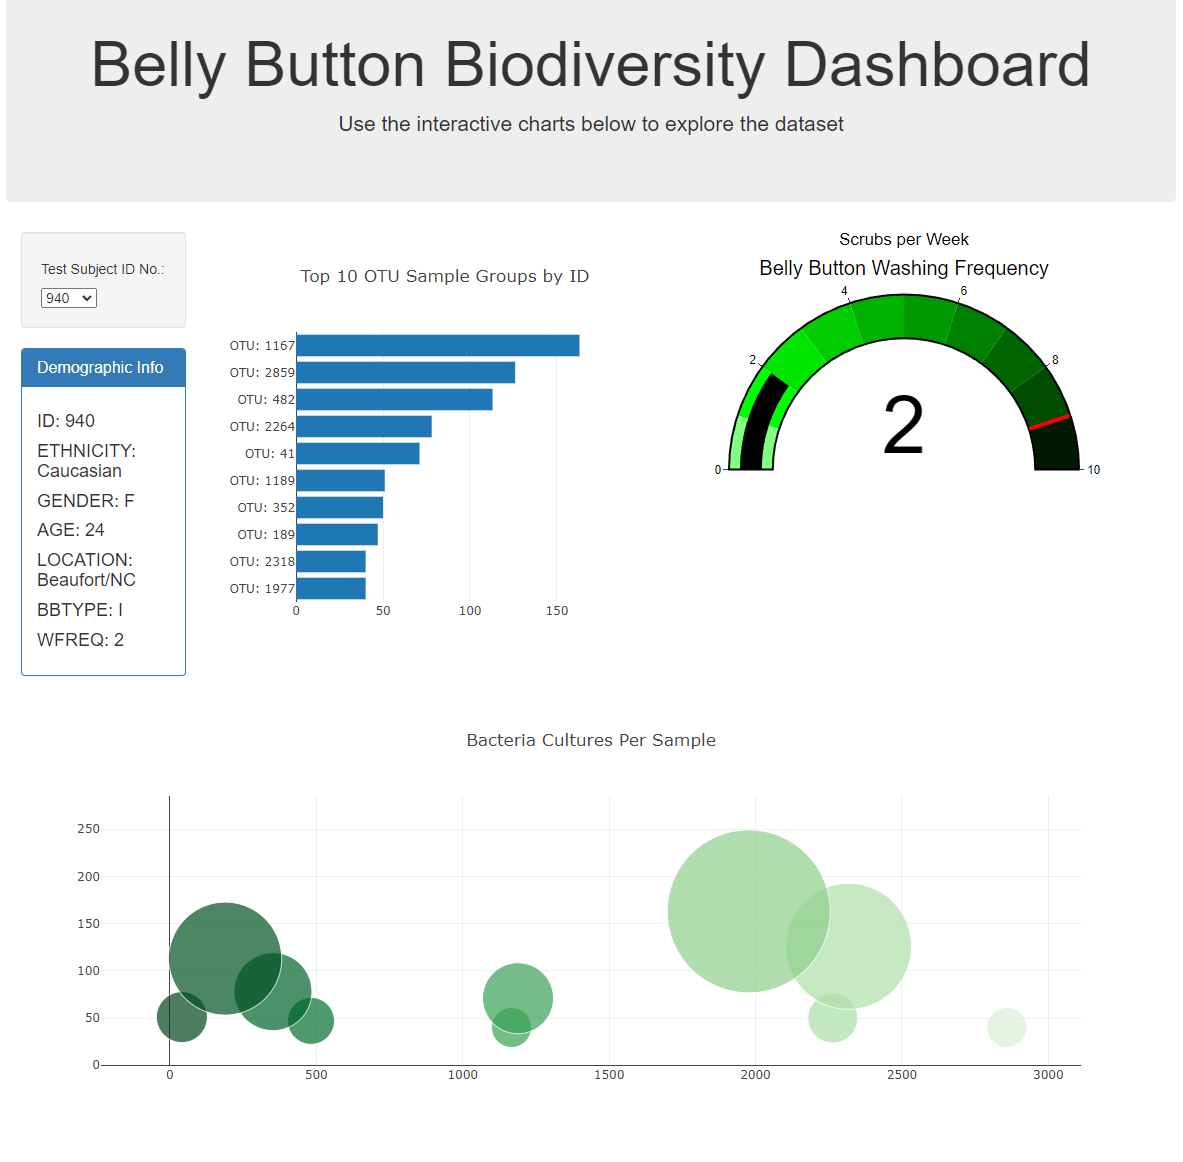 Belly Button Biodiversity Dashboard
Use the interactive charts below to explore the dataset
Test Subject ID No.:
940
Demographic Info
ID: 940
ETHNICITY:
Caucasian
GENDER: F
AGE: 24
LOCATION:
Beaufort/NC
BBTYPE: I
WFREQ: 2
Top 10 OTU Sample Groups by ID
OTU: 1167
OTU: 2859
OTU: 482
OTU: 2264
OTU: 41
OTU: 1189
OTU: 352
OTU: 189
OTU: 2318
OTU: 1977
0 50 100 150
Scrubs per Week
Belly Button Washing Frequency
0
2
4
6
8
10
2
Bacteria Cultures Per Sample
250
200
150
100
50
0
0 500 1000 1500 2000 2500 3000